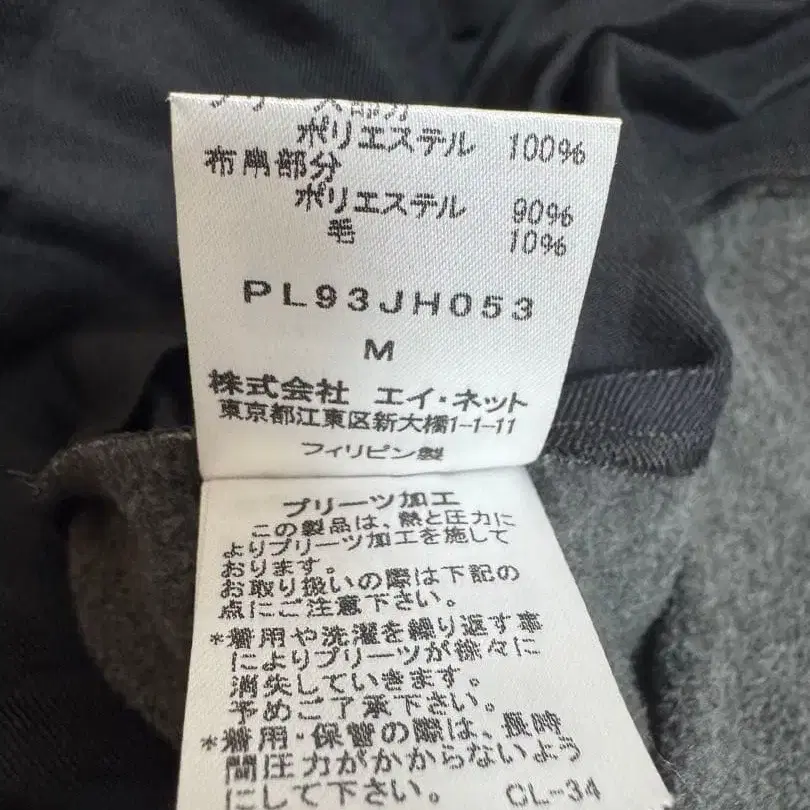 ポリエステル 100%
布帛部分
ポリエステル 90%
毛 10%
PL93JH053
M
株式会社 エイ・ネット
東京都江東区新大橋1-1-11
フィリピン製
プリーツ加工
この製品は、熱と圧力に
よりプリーツ加工を施して
おります。
お取り扱いの際は下記の
点にご注意下さい。
*着用や洗濯を繰り返す事
によりプリーツが徐々に
消失していきます。
予めご了承下さい。
*着用・保管の際は、長時
間圧力がかからないよう
にして下さい。 CL-34